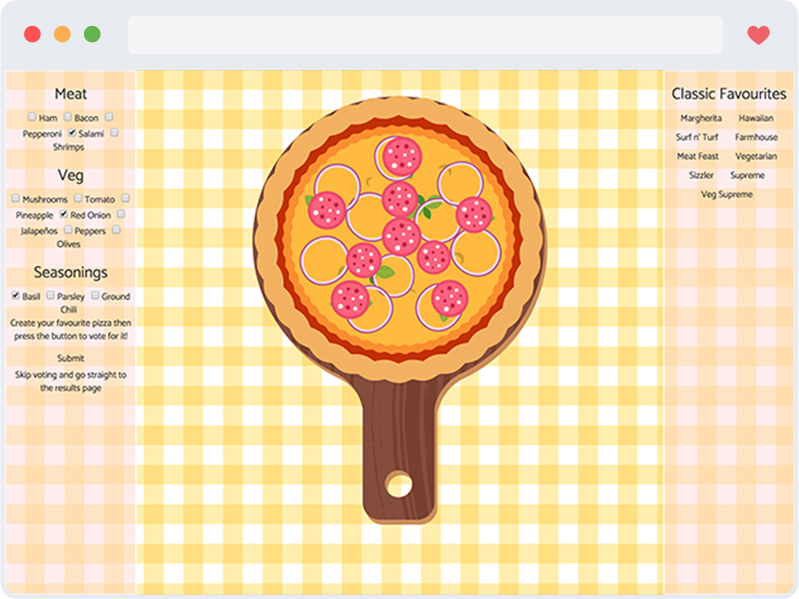 Meat
Ham Bacon
Pepperoni Salami
Shrimps
Veg
Mushrooms Tomato
Pineapple Red Onion
Jalapeños Peppers
Olives
Seasonings
Basil Parsley Ground
Chili
Create your favourite pizza then
press the button to vote for it!
Submit
Skip voting and go straight to
the results page
Classic Favourites
Margherita Hawaiian
Surf n' Turf Farmhouse
Meat Feast Vegetarian
Sizzler Supreme
Veg Supreme